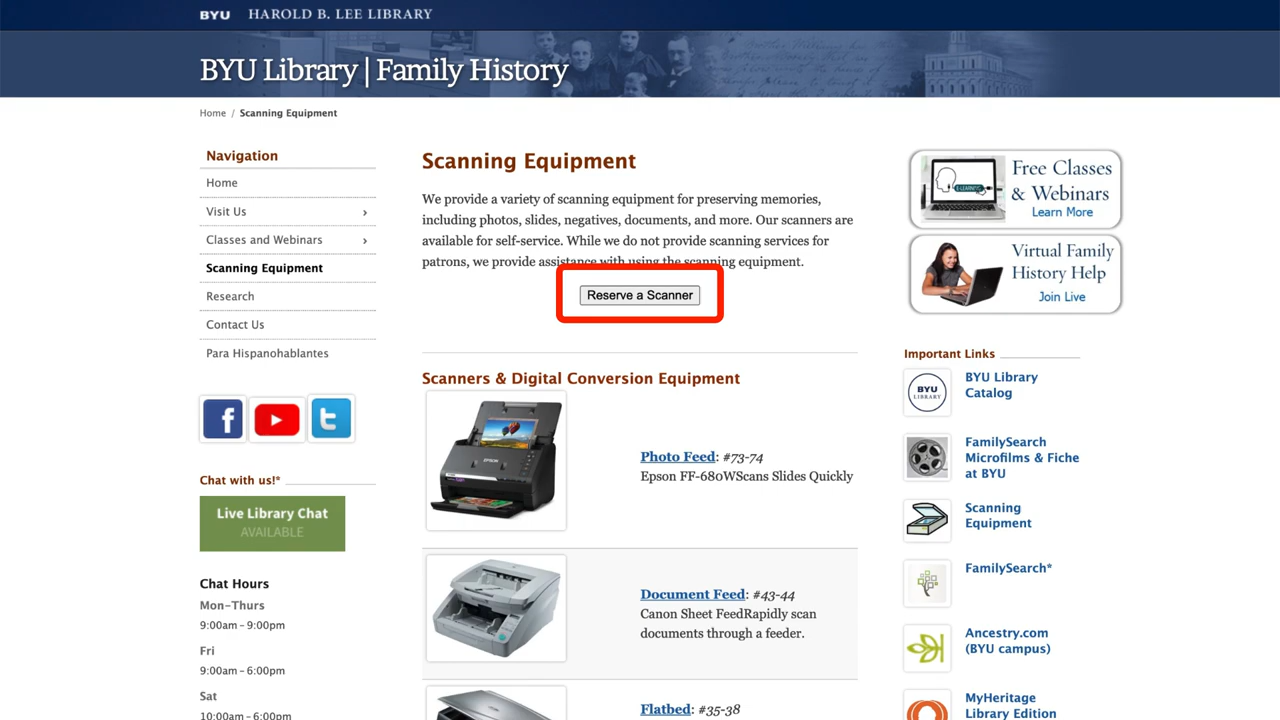 BYU HAROLD B. LEE LIBRARY
BYU Library | Family History
Home / Scanning Equipment
Navigation
Home
Visit Us ›
Classes and Webinars ›
Scanning Equipment
Research
Contact Us
Para Hispanohablantes
Chat with us!*
Live Library Chat
AVAILABLE
Chat Hours
Mon-Thurs
9:00am – 9:00pm
Fri
9:00am – 6:00pm
Sat
10:00am – 6:00pm
Scanning Equipment
We provide a variety of scanning equipment for preserving memories,
including photos, slides, negatives, documents, and more. Our scanners are
available for self-service. While we do not provide scanning services for
patrons, we provide assistance with using the scanning equipment.
Reserve a Scanner
Scanners & Digital Conversion Equipment
EPSON
Photo Feed: #73-74
Epson FF-680WScans Slides Quickly
Document Feed: #43-44
Canon Sheet FeedRapidly scan
documents through a feeder.
Flatbed: #35-38
Free Classes
& Webinars
Learn More
Virtual Family
History Help
Join Live
Important Links
BYU
LIBRARY
BYU Library
Catalog
FamilySearch
Microfilms & Fiche
at BYU
Scanning
Equipment
FamilySearch*
Ancestry.com
(BYU campus)
MyHeritage
Library Edition